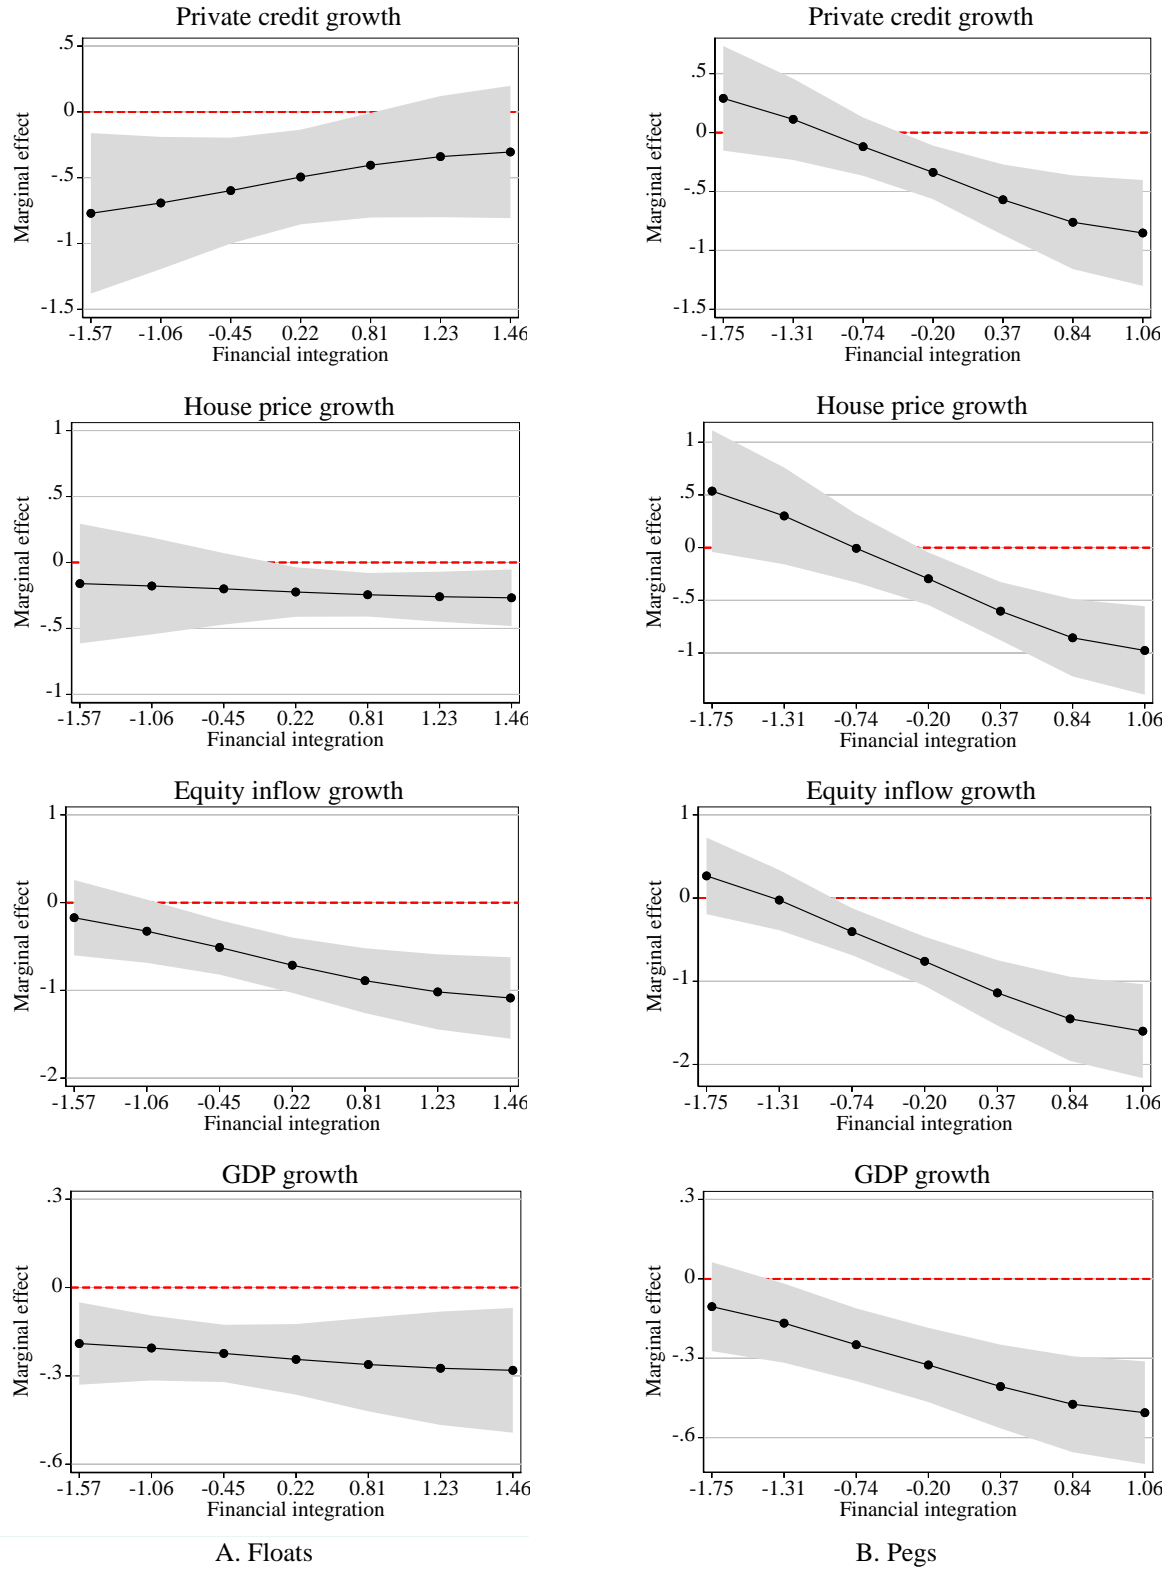 Private credit growth
.5
0
-.5
-1
-1.5
Marginal effect
-1.57 -1.06 -0.45 0.22 0.81 1.23 1.46
Financial integration
Private credit growth
.5
0
-.5
-1
-1.5
Marginal effect
-1.75 -1.31 -0.74 -0.20 0.37 0.84 1.06
Financial integration
House price growth
1
.5
0
-.5
-1
Marginal effect
-1.57 -1.06 -0.45 0.22 0.81 1.23 1.46
Financial integration
House price growth
1
.5
0
-.5
-1
Marginal effect
-1.75 -1.31 -0.74 -0.20 0.37 0.84 1.06
Financial integration
Equity inflow growth
1
0
-1
-2
Marginal effect
-1.57 -1.06 -0.45 0.22 0.81 1.23 1.46
Financial integration
Equity inflow growth
1
0
-1
-2
Marginal effect
-1.75 -1.31 -0.74 -0.20 0.37 0.84 1.06
Financial integration
GDP growth
.3
0
-.3
-.6
Marginal effect
-1.57 -1.06 -0.45 0.22 0.81 1.23 1.46
Financial integration
GDP growth
.3
0
-.3
-.6
Marginal effect
-1.75 -1.31 -0.74 -0.20 0.37 0.84 1.06
Financial integration
A. Floats
B. Pegs